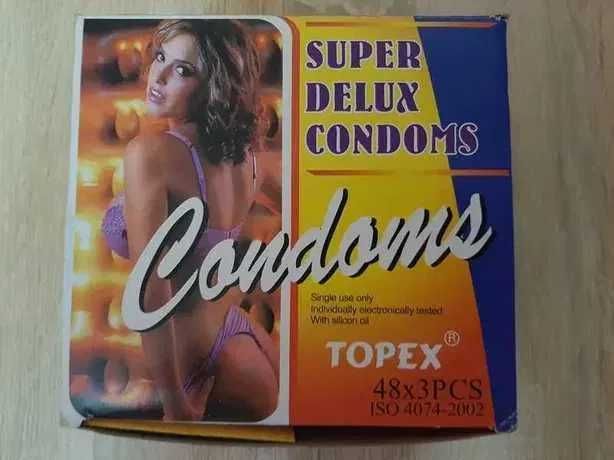 SUPER
DELUX
CONDOMS
Condoms
Single use only
Individually electronically tested
With silicon oil
TOPEX®
48x3PCS
ISO 4074-2002